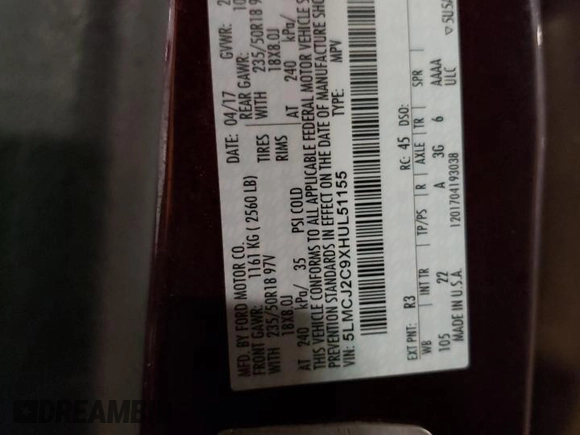 MFD. BY FORD MOTOR CO.
DATE: 04/17 GVWR:
FRONT GAWR: 1161 KG ( 2560 LB) REAR GAWR:
WITH 235/50R18 97V TIRES WITH 235/50R18
18X8.0J RIMS 18X8.0J
AT 240 kPa/ 35 PSI COLD AT 240 kPa/
THIS VEHICLE CONFORMS TO ALL APPLICABLE FEDERAL MOTOR VEHICLE
PREVENTION STANDARDS IN EFFECT ON THE DATE OF MANUFACTURE
VIN: 5LMCJ2C9XHUL51155 TYPE: MPV
EXT PNT: R3 RC: 45 DSO:
WB INT TR TP/PS R AXLE TR SPR
105 22 A 3G 6 AAAA
MADE IN U.S.A. 1201704193038 ULC
DREAMB